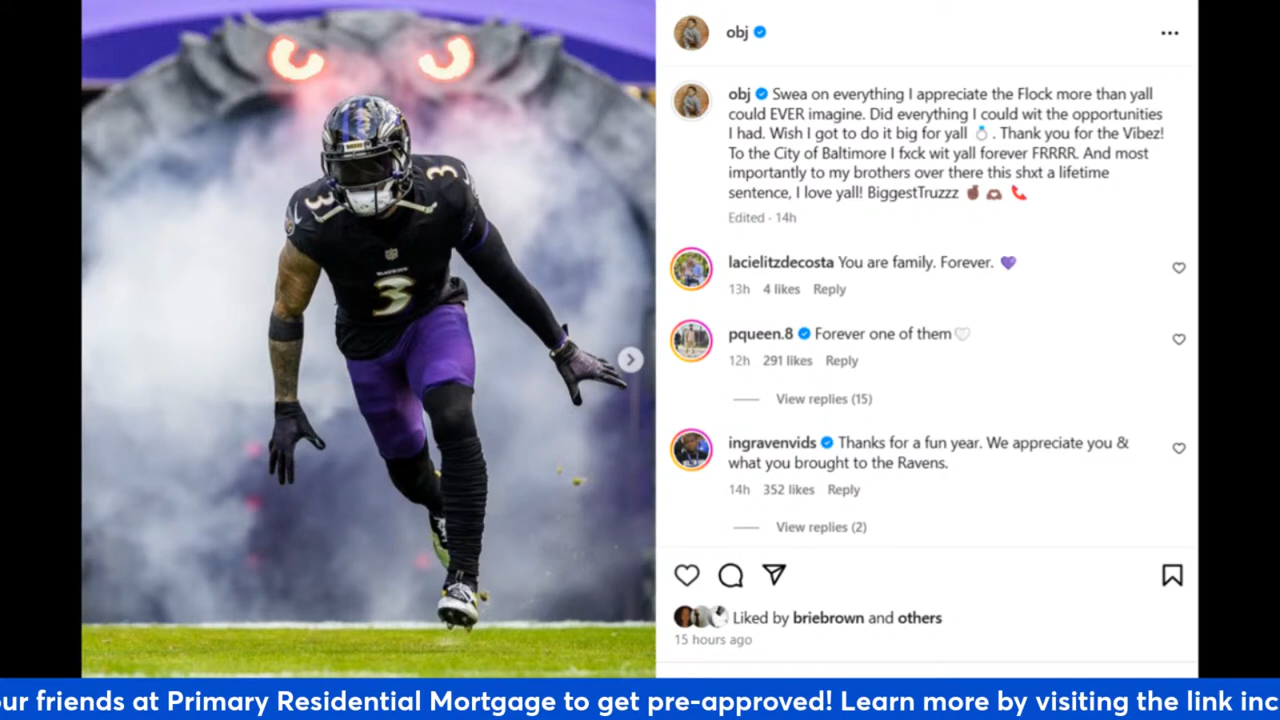 obj
obj Swea on everything I appreciate the Flock more than yall
could EVER imagine. Did everything I could wit the opportunities
I had. Wish I got to do it big for yall 💍 . Thank you for the Vibez!
To the City of Baltimore I fxck wit yall forever FRRRR. And most
importantly to my brothers over there this shxt a lifetime
sentence, I love yall! BiggestTruzzz
Edited · 14h
lacielitzdecosta You are family. Forever. 💜
13h 4 likes Reply
pqueen.8 Forever one of them🤍
12h 291 likes Reply
View replies (15)
ingravenvids Thanks for a fun year. We appreciate you &
what you brought to the Ravens.
14h 352 likes Reply
View replies (2)
Liked by briebrown and others
15 hours ago
3
3
3
ur friends at Primary Residential Mortgage to get pre-approved! Learn more by visiting the link inc